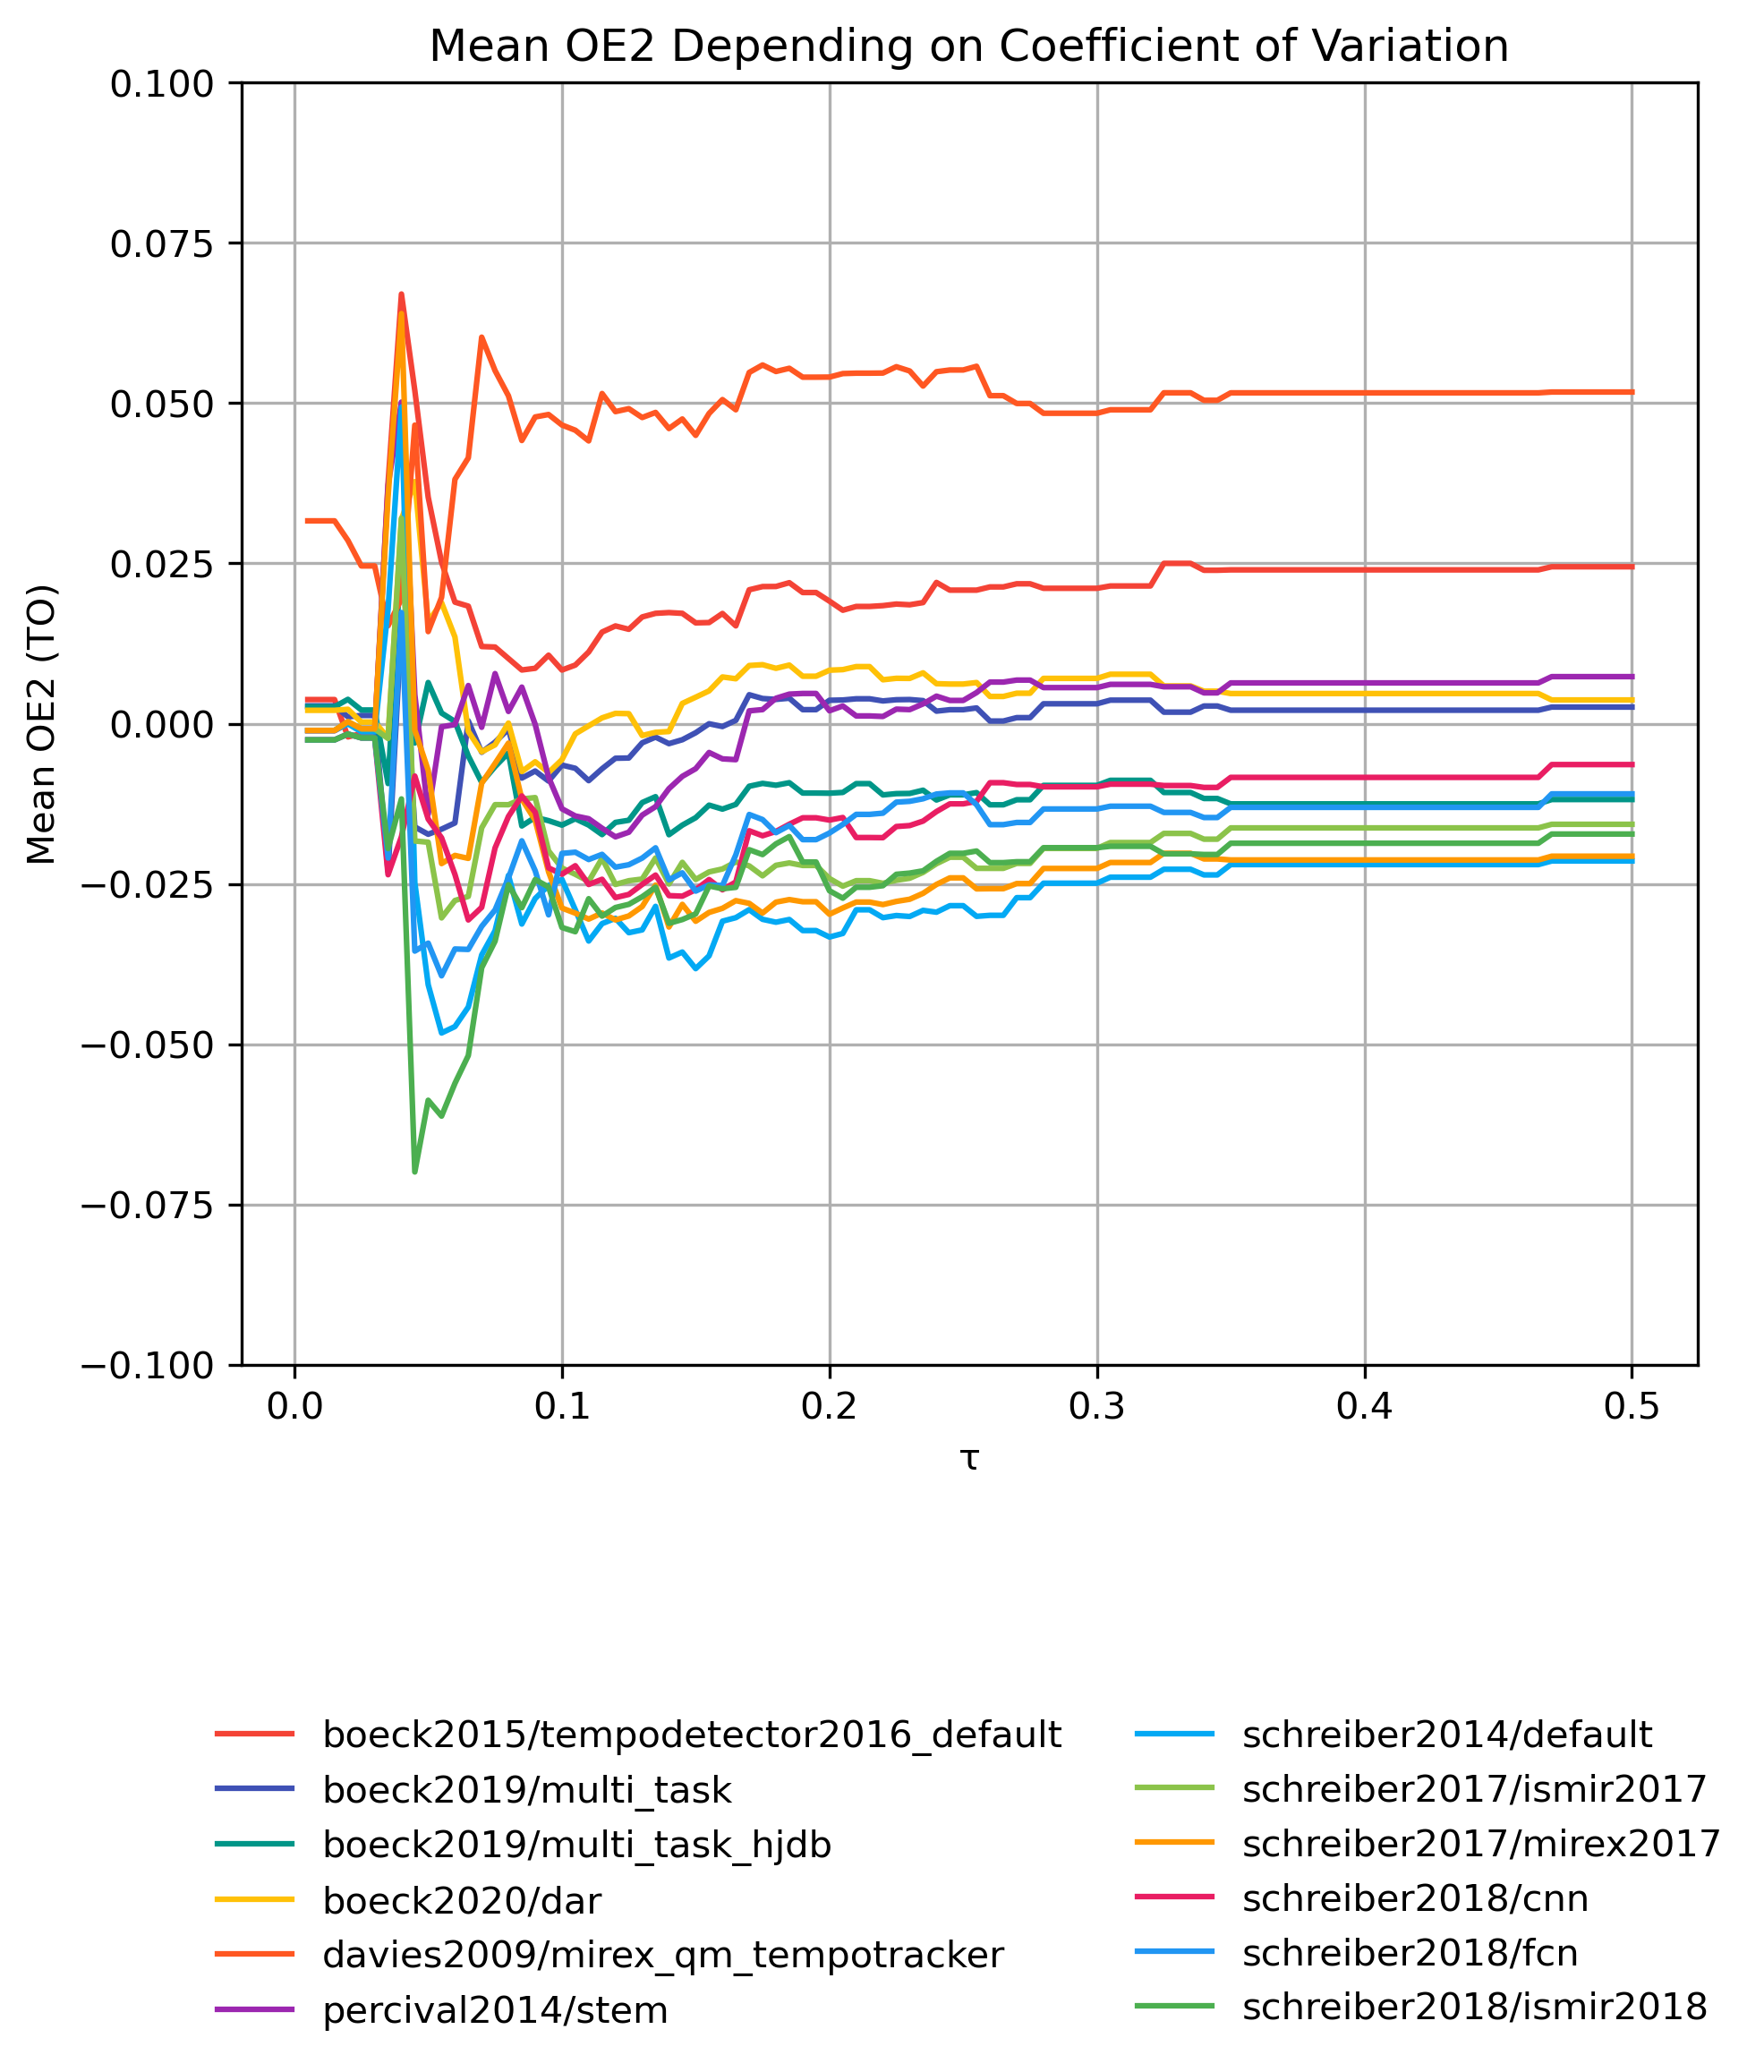 Mean OE2 Depending on Coefficient of Variation
0.100
0.075
0.050
0.025
0.000
−0.025
−0.050
−0.075
−0.100
Mean OE2 (TO)
0.0 0.1 0.2 0.3 0.4 0.5
τ
boeck2015/tempodetector2016_default
boeck2019/multi_task
boeck2019/multi_task_hjdb
boeck2020/dar
davies2009/mirex_qm_tempotracker
percival2014/stem
schreiber2014/default
schreiber2017/ismir2017
schreiber2017/mirex2017
schreiber2018/cnn
schreiber2018/fcn
schreiber2018/ismir2018